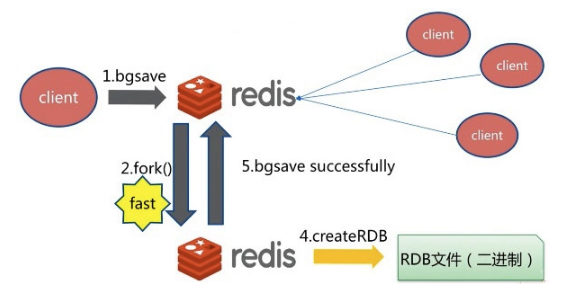 client
1.bgsave
redis
client
client
client
2.fork()
fast
5.bgsave successfully
redis
4.createRDB
RDB文件（二进制）